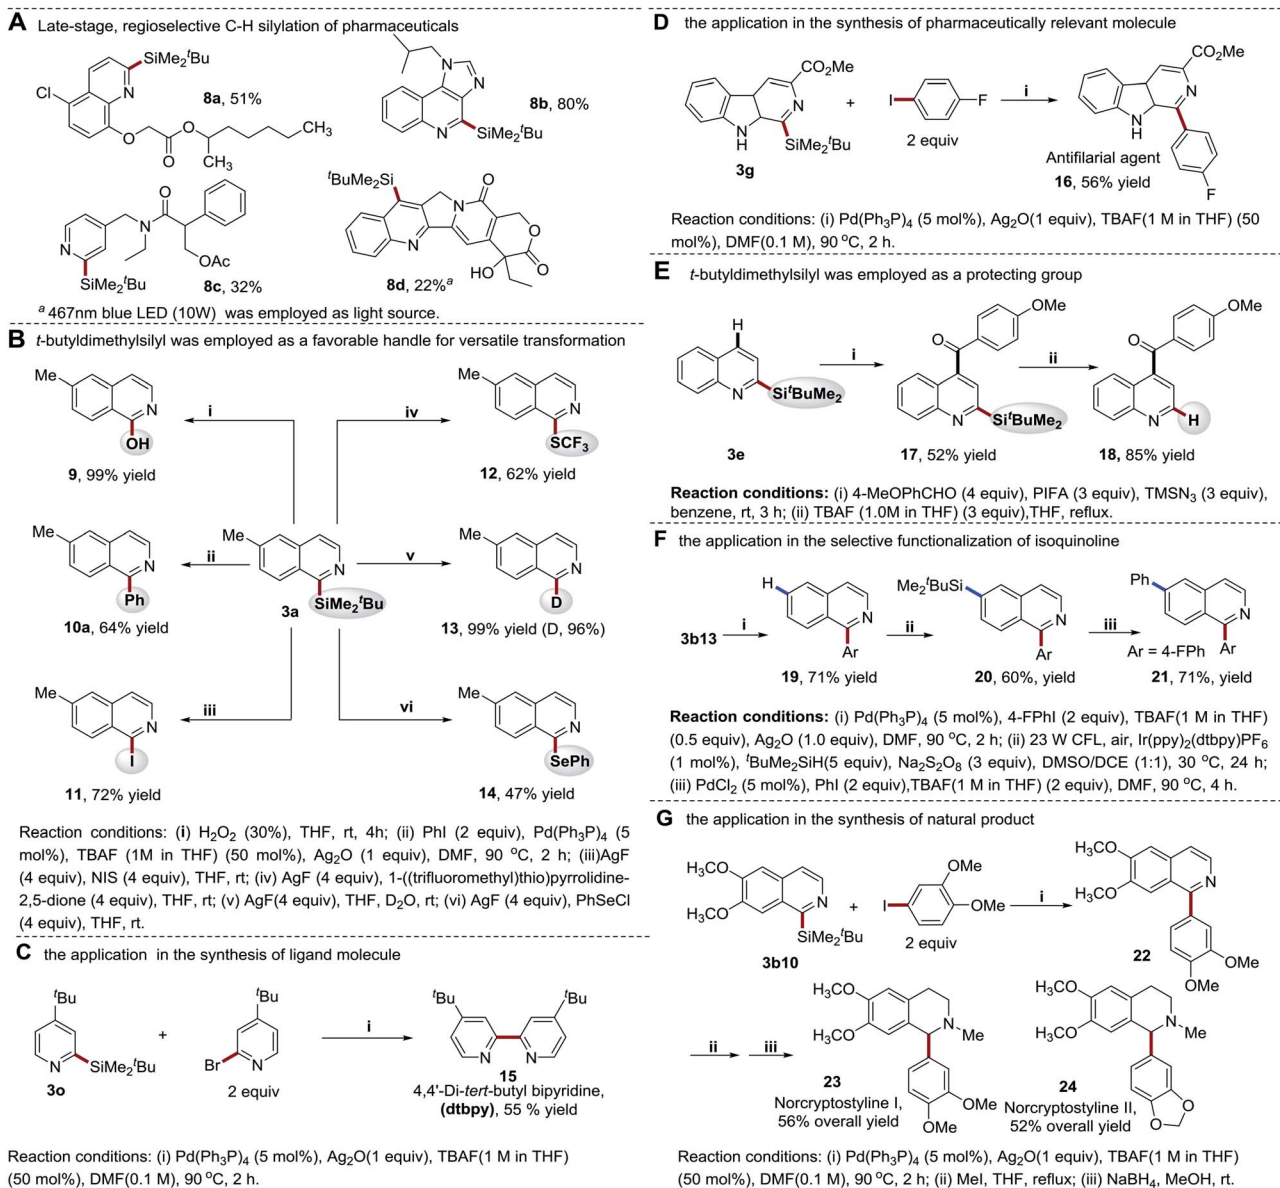 A Late-stage, regioselective C-H silylation of pharmaceuticals
SiMe2tBu
N
Cl
O
O
O
CH3
CH3
8a, 51%
N
N
N
SiMe2tBu
8b, 80%
N
N
O
OAc
SiMe2tBu
8c, 32%
tBuMe2Si
O
N
N
O
HO
O
8d, 22%a
a 467nm blue LED (10W) was employed as light source.
B t-butyldimethylsilyl was employed as a favorable handle for versatile transformation
Me
N
OH
9, 99% yield
i
iv
Me
N
SCF3
12, 62% yield
Me
N
Ph
10a, 64% yield
ii
Me
N
SiMe2tBu
3a
v
Me
N
D
13, 99% yield (D, 96%)
Me
N
I
11, 72% yield
iii
vi
Me
N
SePh
14, 47% yield
Reaction conditions: (i) H2O2 (30%), THF, rt, 4h; (ii) PhI (2 equiv), Pd(Ph3P)4 (5
mol%), TBAF (1M in THF) (50 mol%), Ag2O (1 equiv), DMF, 90 oC, 2 h; (iii)AgF
(4 equiv), NIS (4 equiv), THF, rt; (iv) AgF (4 equiv), 1-((trifluoromethyl)thio)pyrrolidine-
2,5-dione (4 equiv), THF, rt; (v) AgF(4 equiv), THF, D2O, rt; (vi) AgF (4 equiv), PhSeCl
(4 equiv), THF, rt.
C the application in the synthesis of ligand molecule
tBu
N
SiMe2tBu
3o
+
tBu
Br
N
2 equiv
i
tBu
tBu
N
N
15
4,4'-Di-tert-butyl bipyridine,
(dtbpy), 55 % yield
Reaction conditions: (i) Pd(Ph3P)4 (5 mol%), Ag2O(1 equiv), TBAF(1 M in THF)
(50 mol%), DMF(0.1 M), 90 oC, 2 h.
D the application in the synthesis of pharmaceutically relevant molecule
CO2Me
N
N
H
SiMe2tBu
3g
+
I
F
2 equiv
i
CO2Me
N
N
H
F
Antifilarial agent
16, 56% yield
Reaction conditions: (i) Pd(Ph3P)4 (5 mol%), Ag2O(1 equiv), TBAF(1 M in THF) (50
mol%), DMF(0.1 M), 90 oC, 2 h.
E t-butyldimethylsilyl was employed as a protecting group
H
N
SitBuMe2
3e
i
OMe
O
N
SitBuMe2
17, 52% yield
ii
OMe
O
N
H
18, 85% yield
Reaction conditions: (i) 4-MeOPhCHO (4 equiv), PIFA (3 equiv), TMSN3 (3 equiv),
benzene, rt, 3 h; (ii) TBAF (1.0M in THF) (3 equiv),THF, reflux.
F the application in the selective functionalization of isoquinoline
3b13
i
H
N
Ar
19, 71% yield
ii
Me2tBuSi
N
Ar
20, 60%, yield
iii
Ph
N
Ar
Ar = 4-FPh
21, 71%, yield
Reaction conditions: (i) Pd(Ph3P)4 (5 mol%), 4-FPhI (2 equiv), TBAF(1 M in THF)
(0.5 equiv), Ag2O (1.0 equiv), DMF, 90 oC, 2 h; (ii) 23 W CFL, air, Ir(ppy)2(dtbpy)PF6
(1 mol%), tBuMe2SiH(5 equiv), Na2S2O8 (3 equiv), DMSO/DCE (1:1), 30 oC, 24 h;
(iii) PdCl2 (5 mol%), PhI (2 equiv),TBAF(1 M in THF) (2 equiv), DMF, 90 oC, 4 h.
G the application in the synthesis of natural product
H3CO
H3CO
N
SiMe2tBu
3b10
+
I
OMe
OMe
2 equiv
i
H3CO
H3CO
N
OMe
OMe
22
ii
iii
H3CO
H3CO
N
Me
OMe
OMe
23
Norcryptostyline I,
56% overall yield
H3CO
H3CO
N
Me
O
O
24
Norcryptostyline II,
52% overall yield
Reaction conditions: (i) Pd(Ph3P)4 (5 mol%), Ag2O(1 equiv), TBAF(1 M in THF)
(50 mol%), DMF(0.1 M), 90 oC, 2 h; (ii) MeI, THF, reflux; (iii) NaBH4, MeOH, rt.